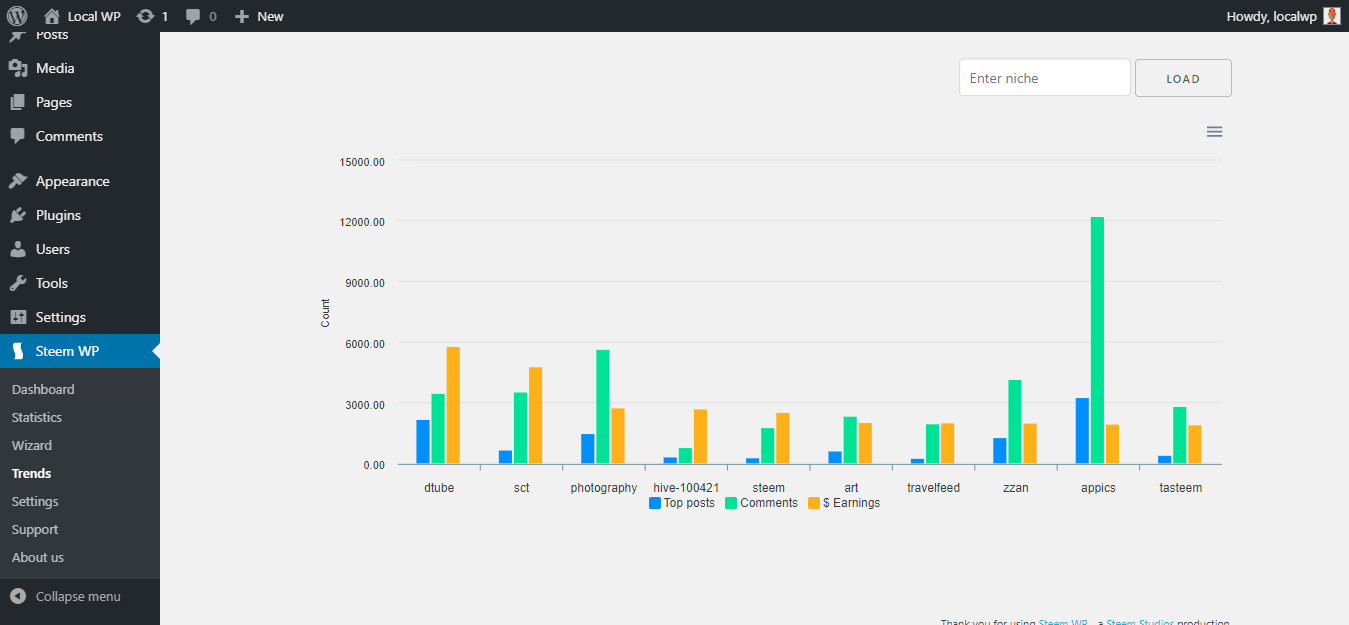 Local WP 1 0 New Howdy, localwp
Posts
Media
Pages
Comments
Appearance
Plugins
Users
Tools
Settings
Steem WP
Dashboard
Statistics
Wizard
Trends
Settings
Support
About us
Collapse menu
Enter niche LOAD
15000.00
12000.00
9000.00
6000.00
3000.00
0.00
Count
dtube sct photography hive-100421 steem art travelfeed zzan appics tasteem
Top posts Comments $ Earnings
Thank you for using Steem WP , a Steem Studios production